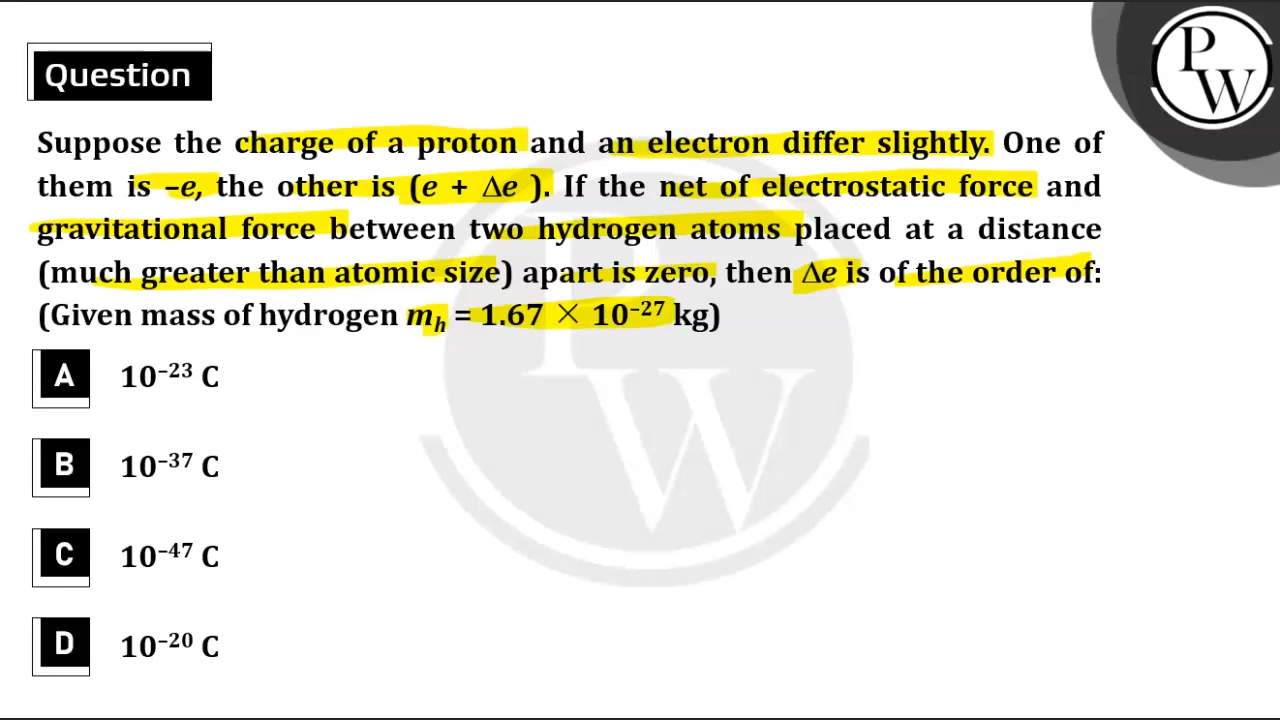 PW
Question
Suppose the charge of a proton and an electron differ slightly. One of
them is –e, the other is (e + Δe ). If the net of electrostatic force and
gravitational force between two hydrogen atoms placed at a distance
(much greater than atomic size) apart is zero, then Δe is of the order of:
(Given mass of hydrogen mₕ = 1.67 × 10⁻²⁷ kg)
A 10⁻²³ C
B 10⁻³⁷ C
C 10⁻⁴⁷ C
D 10⁻²⁰ C
PW